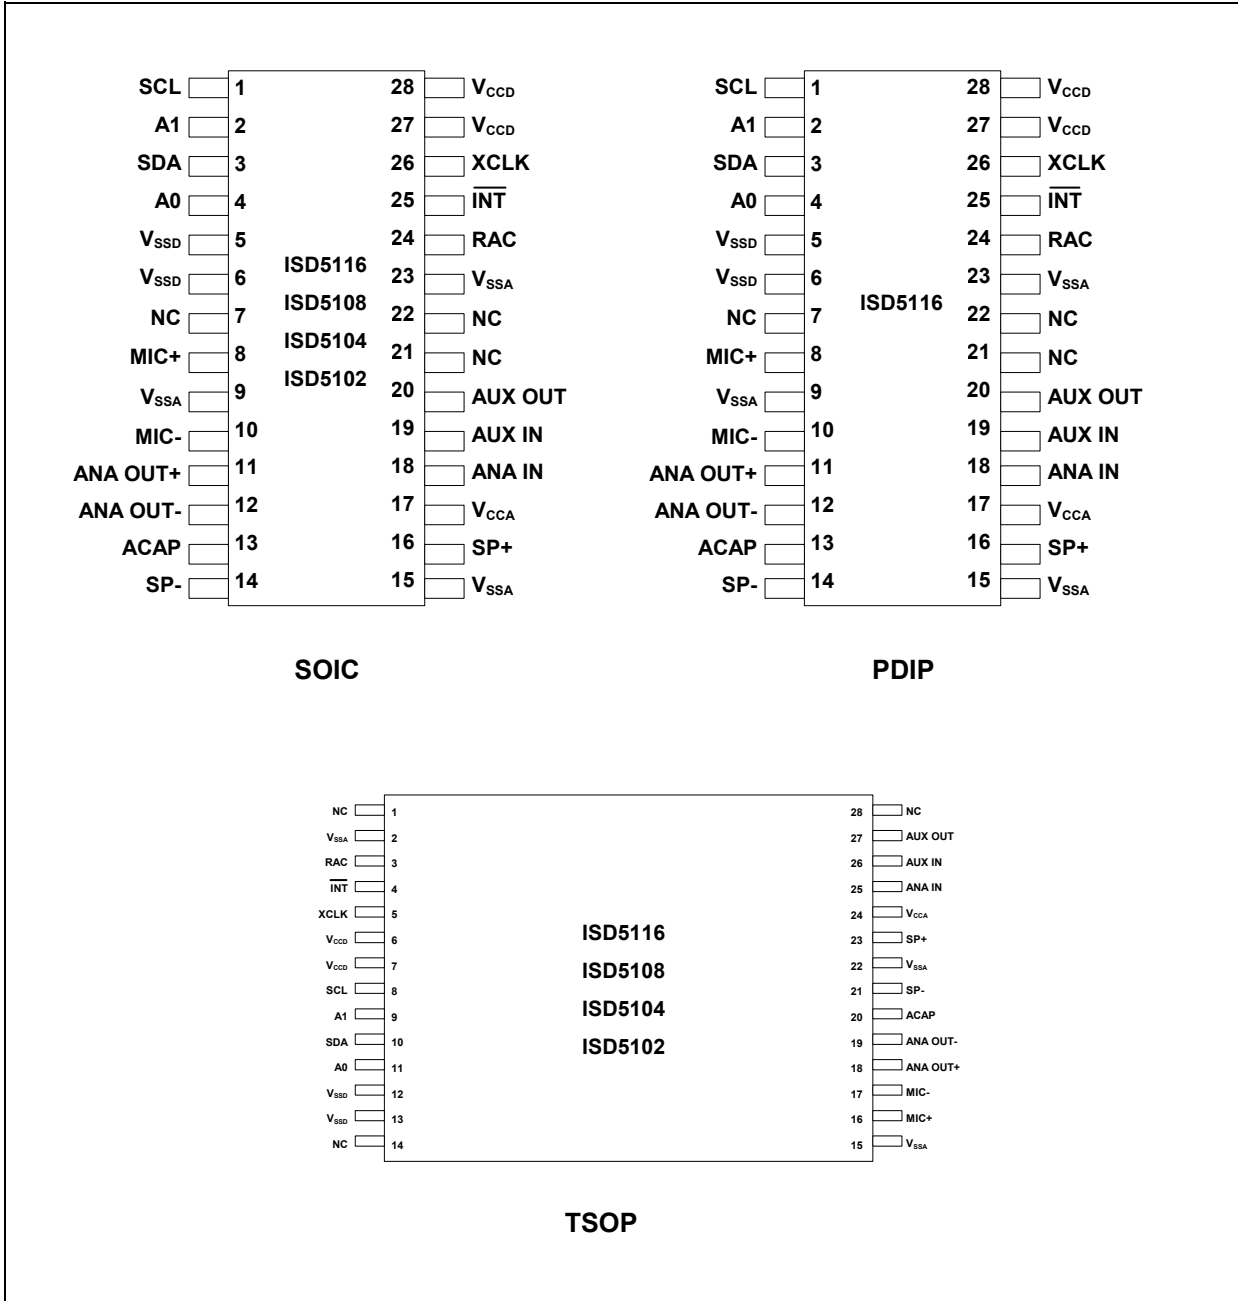 SCL 1 28 VCCD
A1 2 27 VCCD
SDA 3 26 XCLK
A0 4 25 INT
VSSD 5 24 RAC
VSSD 6 23 VSSA
NC 7 22 NC
MIC+ 8 21 NC
VSSA 9 20 AUX OUT
MIC- 10 19 AUX IN
ANA OUT+ 11 18 ANA IN
ANA OUT- 12 17 VCCA
ACAP 13 16 SP+
SP- 14 15 VSSA
ISD5116
ISD5108
ISD5104
ISD5102
SOIC
SCL 1 28 VCCD
A1 2 27 VCCD
SDA 3 26 XCLK
A0 4 25 INT
VSSD 5 24 RAC
VSSD 6 23 VSSA
NC 7 22 NC
MIC+ 8 21 NC
VSSA 9 20 AUX OUT
MIC- 10 19 AUX IN
ANA OUT+ 11 18 ANA IN
ANA OUT- 12 17 VCCA
ACAP 13 16 SP+
SP- 14 15 VSSA
ISD5116
PDIP
NC 1 28 NC
VSSA 2 27 AUX OUT
RAC 3 26 AUX IN
INT 4 25 ANA IN
XCLK 5 24 VCCA
VCCD 6 23 SP+
VCCD 7 22 VSSA
SCL 8 21 SP-
A1 9 20 ACAP
SDA 10 19 ANA OUT-
A0 11 18 ANA OUT+
VSSD 12 17 MIC-
VSSD 13 16 MIC+
NC 14 15 VSSA
ISD5116
ISD5108
ISD5104
ISD5102
TSOP